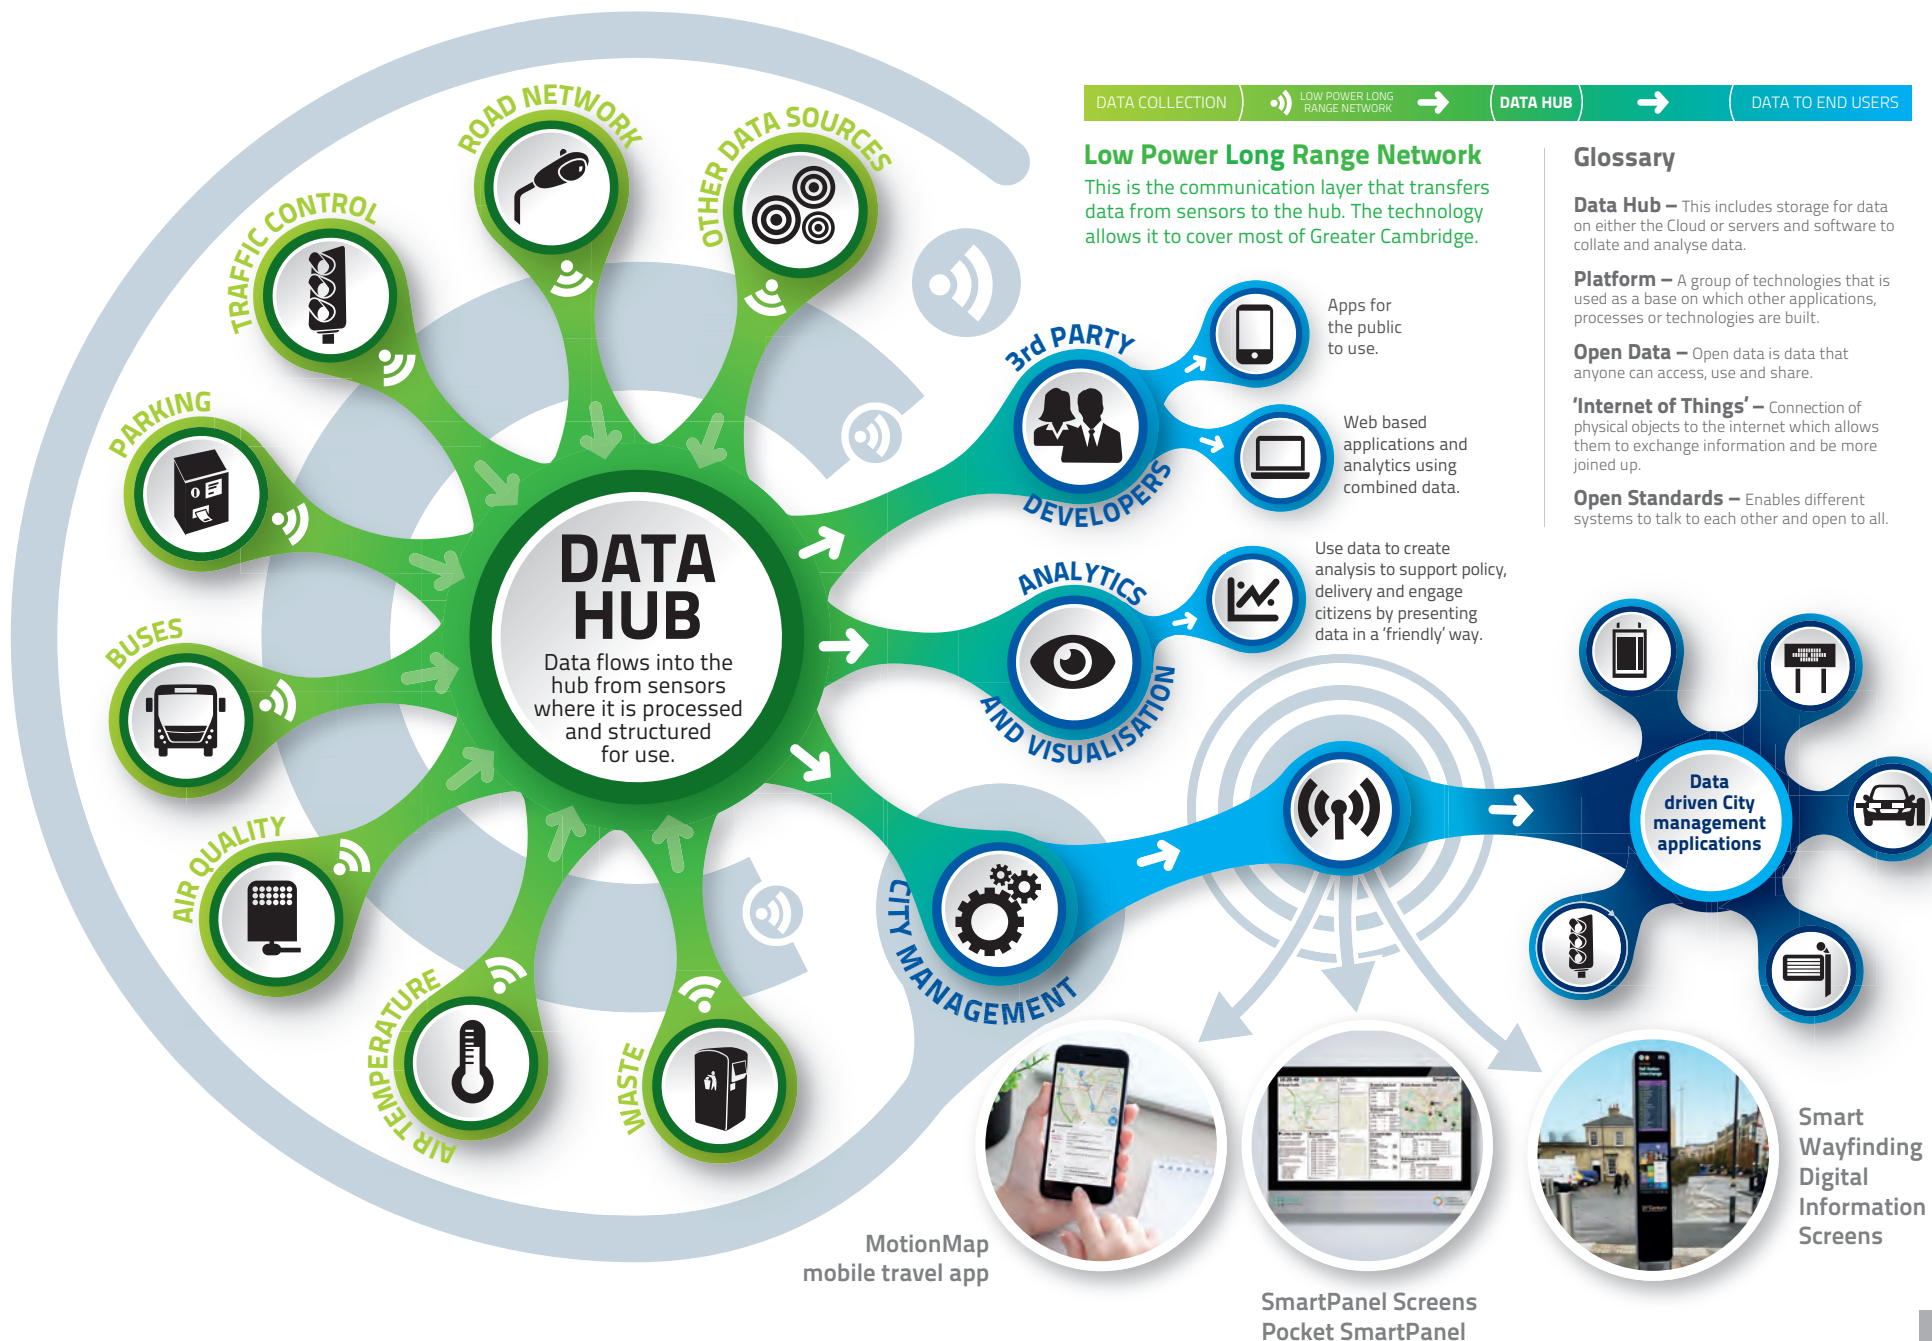 DATA COLLECTION
LOW POWER LONG
RANGE NETWORK
DATA HUB
DATA TO END USERS
Low Power Long Range Network
This is the communication layer that transfers
data from sensors to the hub. The technology
allows it to cover most of Greater Cambridge.
Glossary
Data Hub – This includes storage for data
on either the Cloud or servers and software to
collate and analyse data.
Platform – A group of technologies that is
used as a base on which other applications,
processes or technologies are built.
Open Data – Open data is data that
anyone can access, use and share.
'Internet of Things' – Connection of
physical objects to the internet which allows
them to exchange information and be more
joined up.
Open Standards – Enables different
systems to talk to each other and open to all.
ROAD NETWORK
OTHER DATA SOURCES
TRAFFIC CONTROL
PARKING
BUSES
AIR QUALITY
AIR TEMPERATURE
WASTE
DATA
HUB
Data flows into the
hub from sensors
where it is processed
and structured
for use.
3rd PARTY
DEVELOPERS
Apps for
the public
to use.
Web based
applications and
analytics using
combined data.
ANALYTICS
AND VISUALISATION
Use data to create
analysis to support policy,
delivery and engage
citizens by presenting
data in a 'friendly' way.
CITY MANAGEMENT
Data
driven City
management
applications
MotionMap
mobile travel app
SmartPanel
SmartPanel Screens
Pocket SmartPanel
Smart
Wayfinding
Digital
Information
Screens